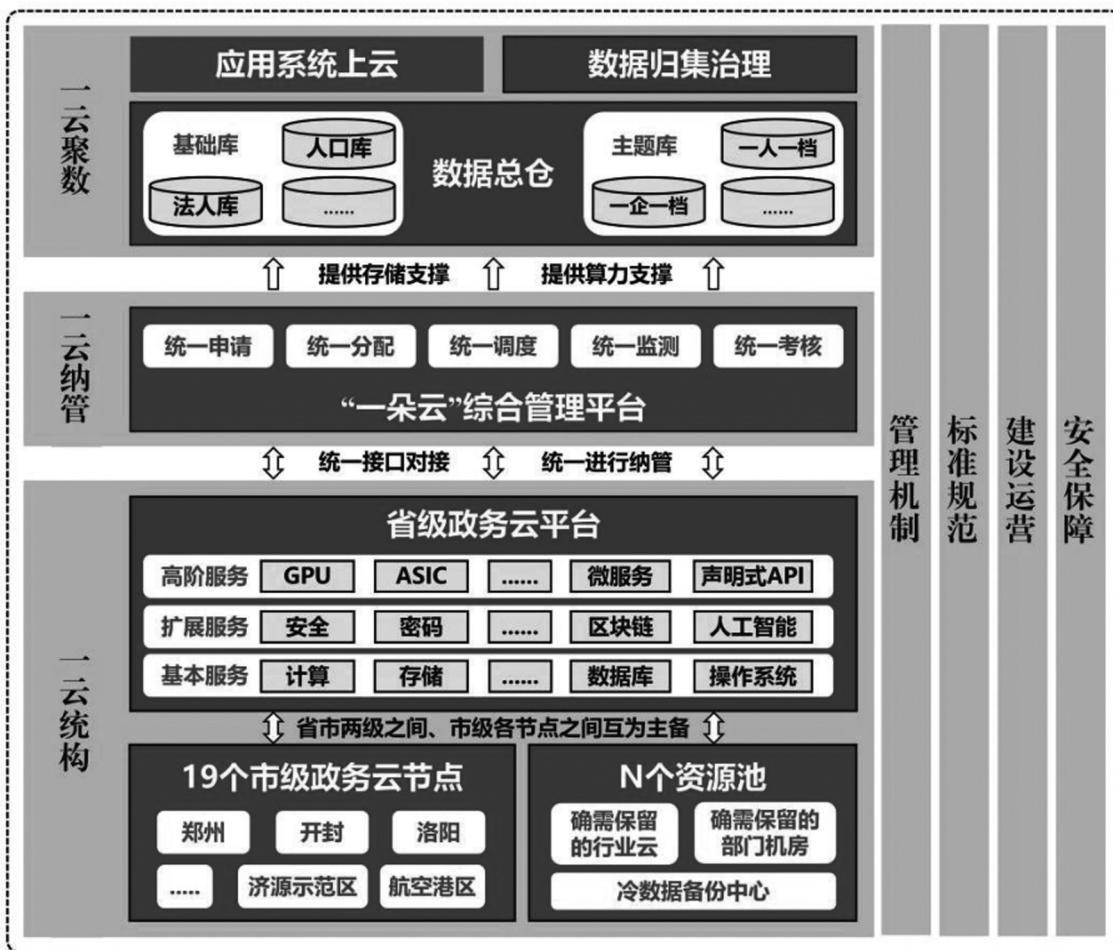 一云聚数
应用系统上云
数据归集治理
基础库
人口库
法人库
......
数据总仓
主题库
一人一档
一企一档
......
提供存储支撑
提供算力支撑
一云纳管
统一申请
统一分配
统一调度
统一监测
统一考核
“一朵云”综合管理平台
统一接口对接
统一进行纳管
一云统构
省级政务云平台
高阶服务
GPU
ASIC
......
微服务
声明式API
扩展服务
安全
密码
......
区块链
人工智能
基本服务
计算
存储
......
数据库
操作系统
省市两级之间、市级各节点之间互为主备
19个市级政务云节点
郑州
开封
洛阳
.....
济源示范区
航空港区
N个资源池
确需保留
的行业云
确需保留的
部门机房
冷数据备份中心
管理机制
标准规范
建设运营
安全保障